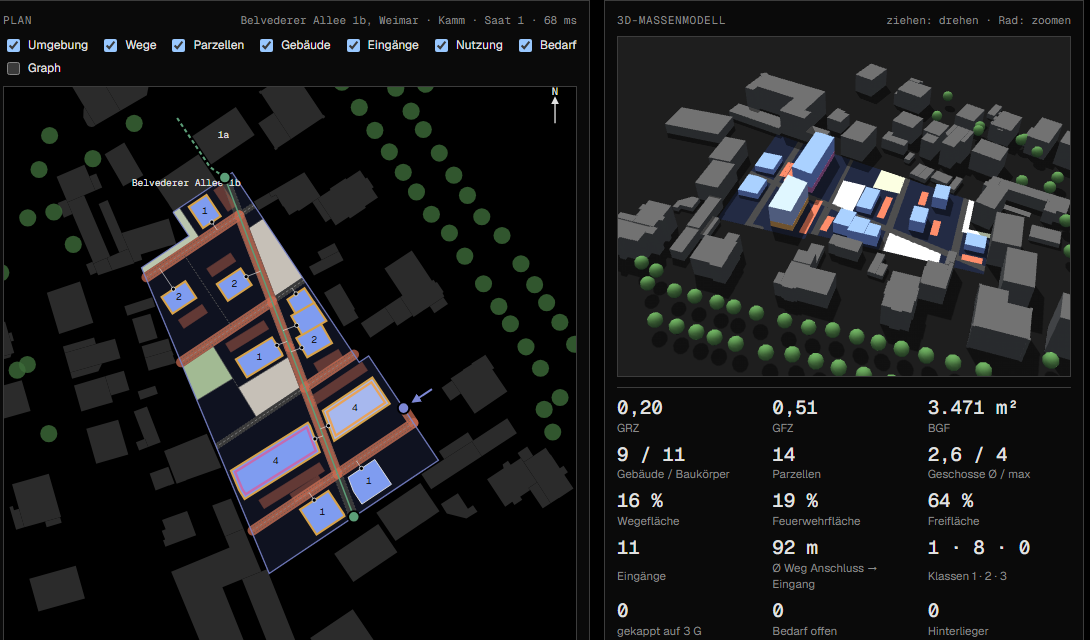 PLAN
Belvederer Allee 1b, Weimar · Kamm · Saat 1 · 68 ms
Umgebung Wege Parzellen Gebäude Eingänge Nutzung Bedarf
Graph
N
1a
Belvederer Allee 1b
1
2
2
2
1
4
4
1
1
3D-MASSENMODELL
ziehen: drehen · Rad: zoomen
0,20 0,51 3.471 m²
GRZ GFZ BGF
9 / 11 14 2,6 / 4
Gebäude / Baukörper Parzellen Geschosse Ø / max
16 % 19 % 64 %
Wegefläche Feuerwehrfläche Freifläche
11 92 m 1 · 8 · 0
Eingänge Ø Weg Anschluss → Klassen 1 · 2 · 3
Eingang
0 0 0
gekappt auf 3 G Bedarf offen Hinterlieger